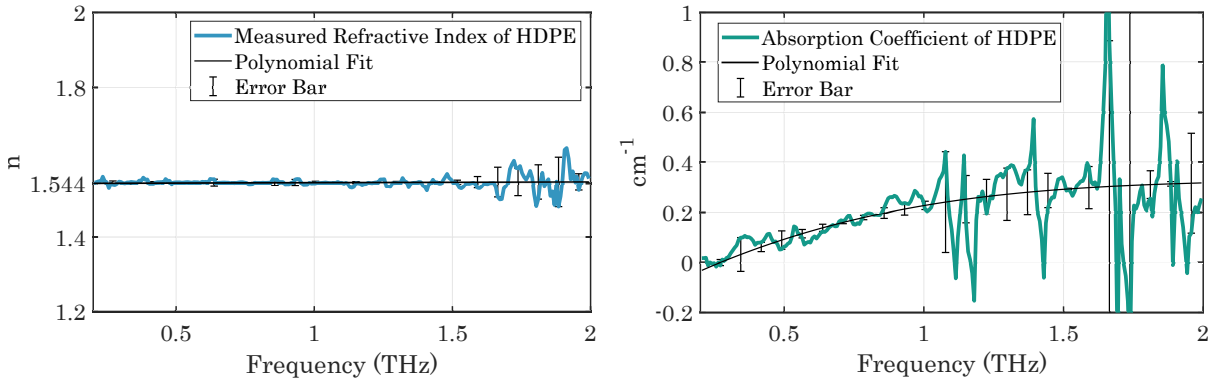 2
1.8
1.544
1.4
1.2
n
Measured Refractive Index of HDPE
Polynomial Fit
Error Bar
0.5
1
1.5
2
Frequency (THz)
1
0.8
0.6
0.4
0.2
0
-0.2
cm-1
Absorption Coefficient of HDPE
Polynomial Fit
Error Bar
0.5
1
1.5
2
Frequency (THz)